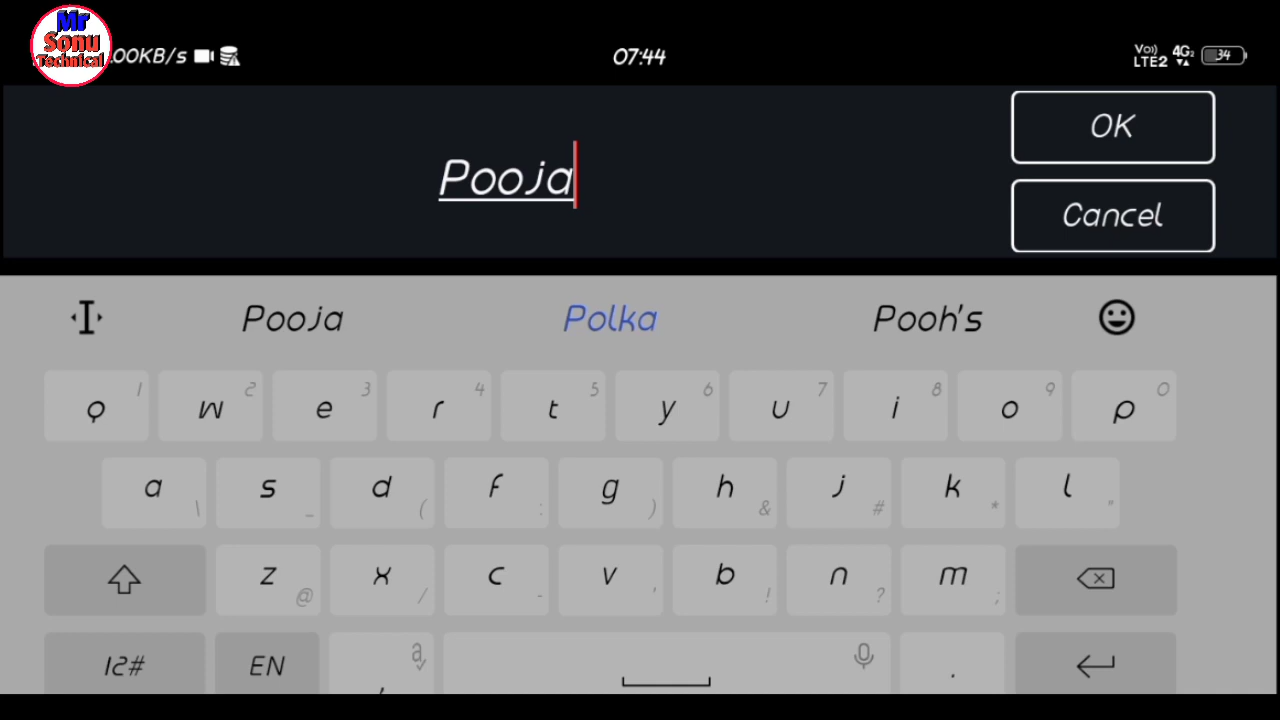 Mr
Sonu
Technical
.00KB/s 07:44 Vo) LTE2 4G2 34
OK
Pooja
Cancel
Pooja Polka Pooh's
q 1 w 2 e 3 r 4 t 5 y 6 u 7 i 8 o 9 p 0
a \ s _ d ( f : g ) h & j # k * l "
z @ x / c - v ' b ! n ? m ;
12# EN , a .